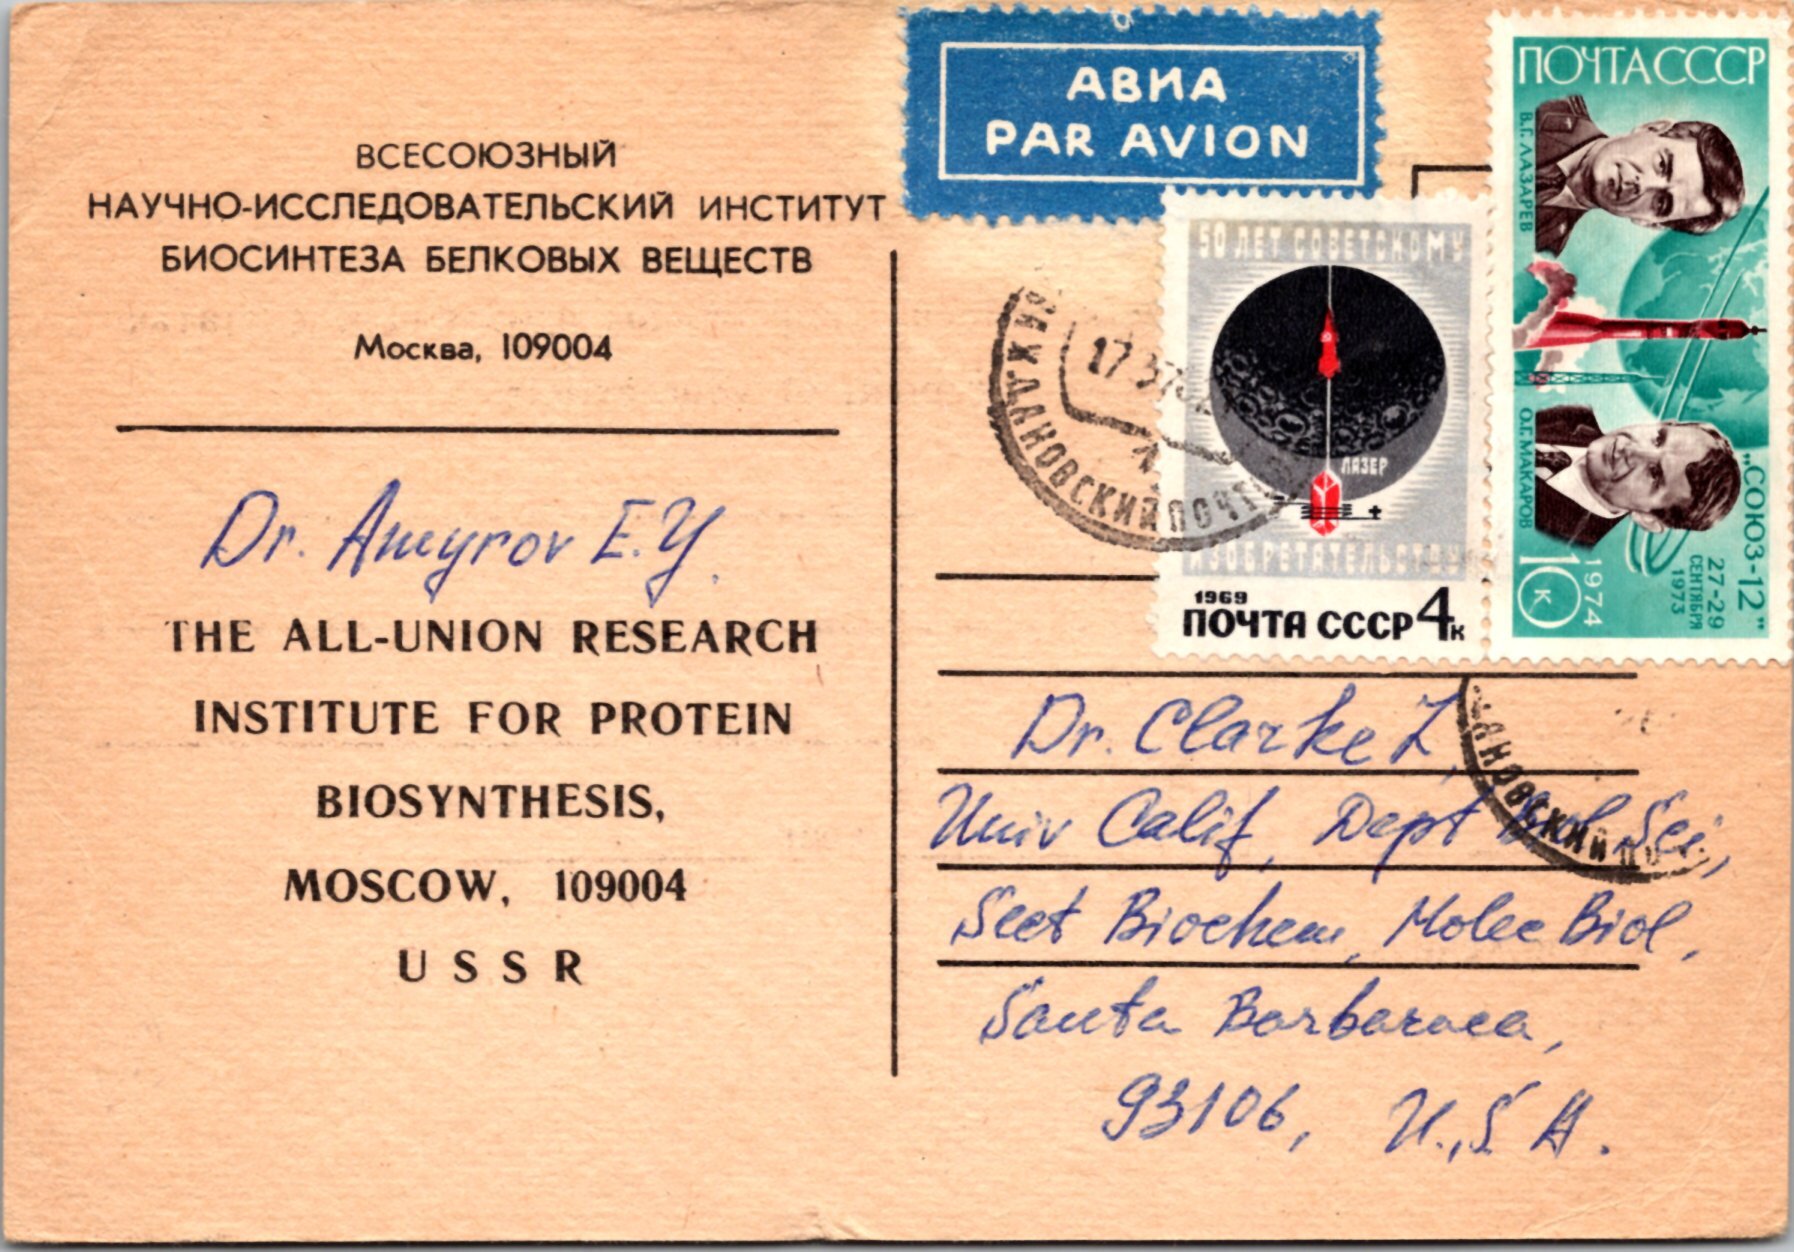 ВСЕСОЮЗНЫЙ
НАУЧНО-ИССЛЕДОВАТЕЛЬСКИЙ ИНСТИТУТ
БИОСИНТЕЗА БЕЛКОВЫХ ВЕЩЕСТВ
Москва, 109004
Dr. Amyrov E.Y.
THE ALL-UNION RESEARCH
INSTITUTE FOR PROTEIN
BIOSYNTHESIS,
MOSCOW, 109004
USSR
АВИА
PAR AVION
50 ЛЕТ СОВЕТСКОМУ
ЛАЗЕР
ИЗОБРЕТАТЕЛЬСТВУ
1969
ПОЧТА СССР 4к
ПОЧТА СССР
В.Г. ЛАЗАРЕВ
О.Г. МАКАРОВ
"СОЮЗ-12"
27-29
СЕНТЯБРЯ
1973
1974
10 к
Dr. Clarke L,
Univ Calif, Dept Biol Sci,
Sect Biochem, Molec Biol,
Santa Barbaraca,
93106, U.,S A.